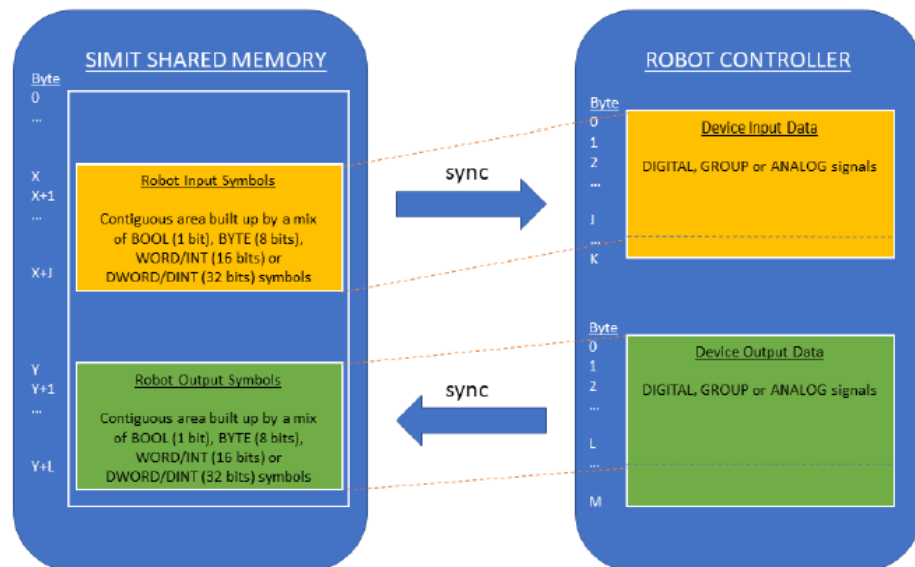 SIMIT SHARED MEMORY
Byte
0
...
X
X+1
...
X+J
Robot Input Symbols
Contiguous area built up by a mix
of BOOL (1 bit), BYTE (8 bits),
WORD/INT (16 bits) or
DWORD/DINT (32 bits) symbols
Y
Y+1
...
Y+L
Robot Output Symbols
Contiguous area built up by a mix
of BOOL (1 bit), BYTE (8 bits),
WORD/INT (16 bits) or
DWORD/DINT (32 bits) symbols
sync
sync
ROBOT CONTROLLER
Byte
0
1
2
...
J
...
K
Device Input Data
DIGITAL, GROUP or ANALOG signals
Byte
0
1
2
...
L
...
M
Device Output Data
DIGITAL, GROUP or ANALOG signals